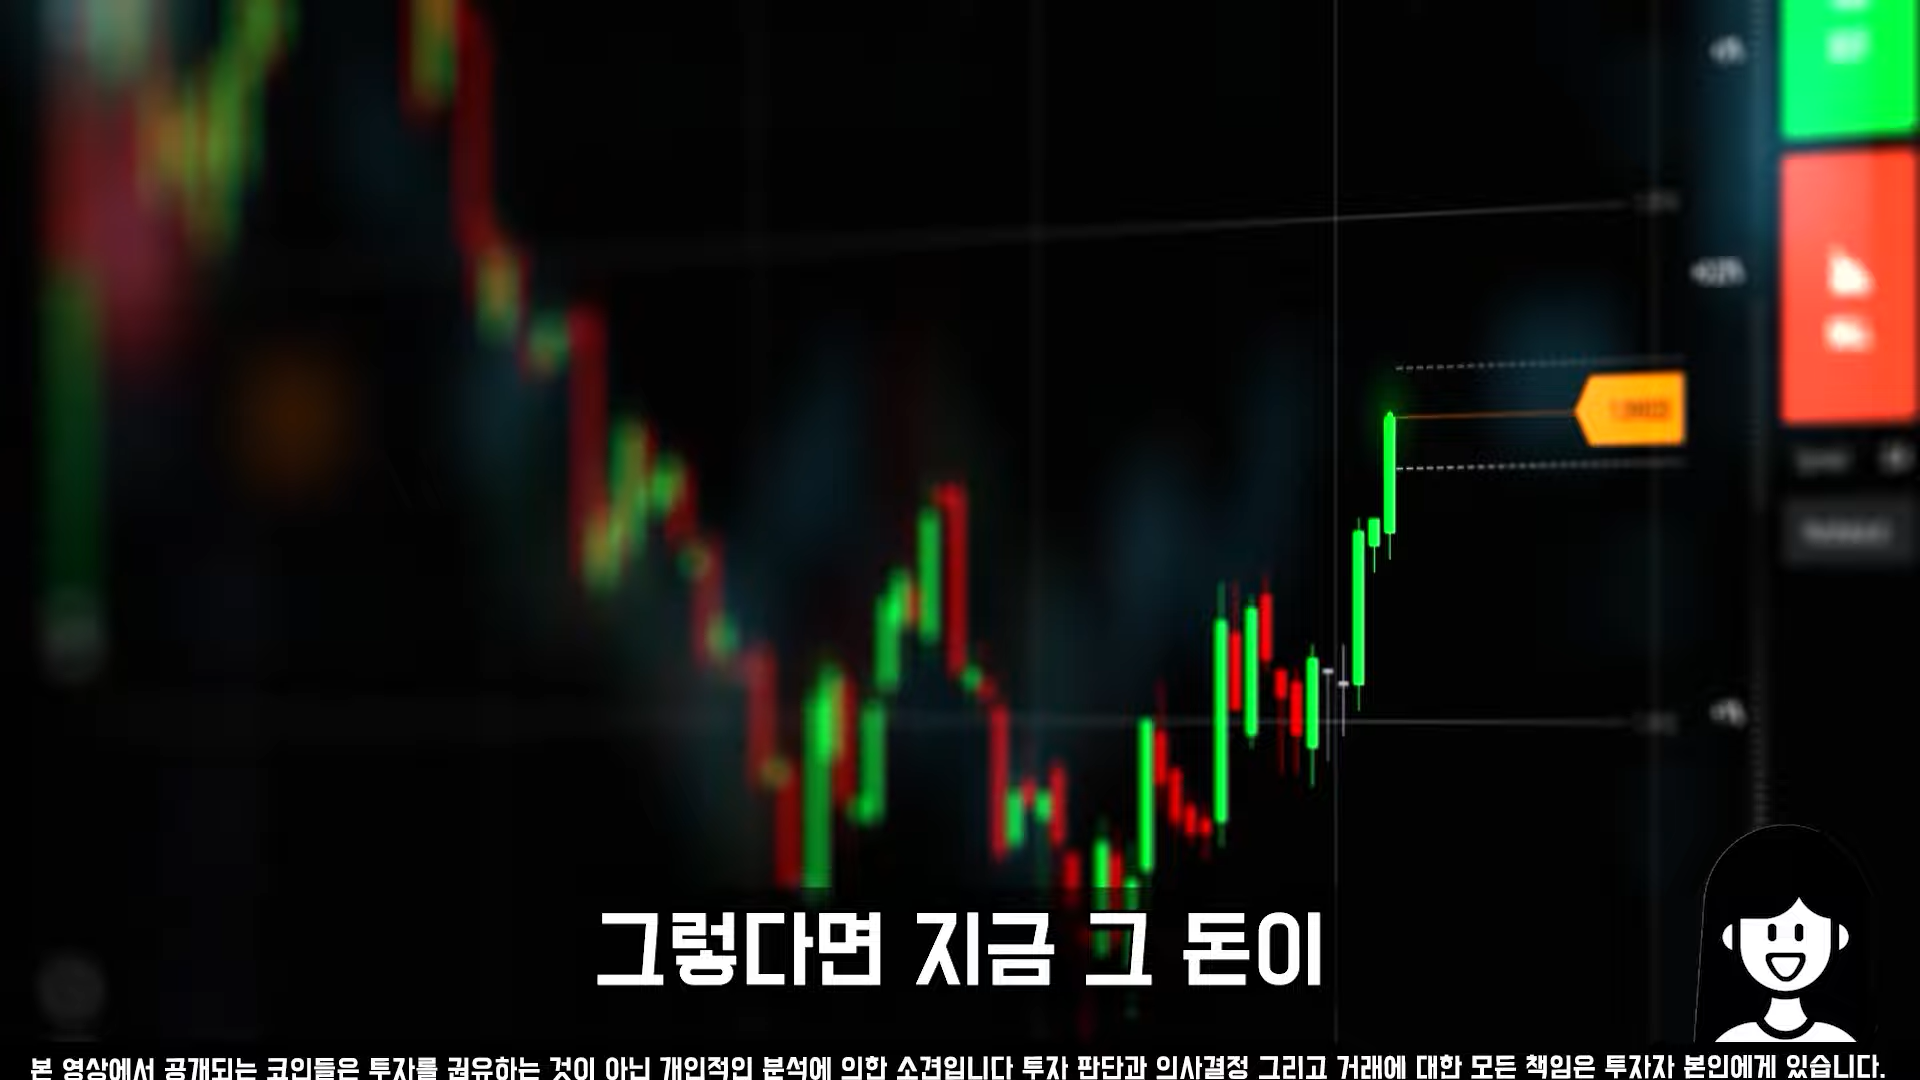 그렇다면 지금 그 돈이
본 영상에서 공개되는 코인들은 투자를 권유하는 것이 아닌 개인적인 분석에 의한 소견입니다 투자 판단과 의사결정 그리고 거래에 대한 모든 책임은 투자자 본인에게 있습니다.